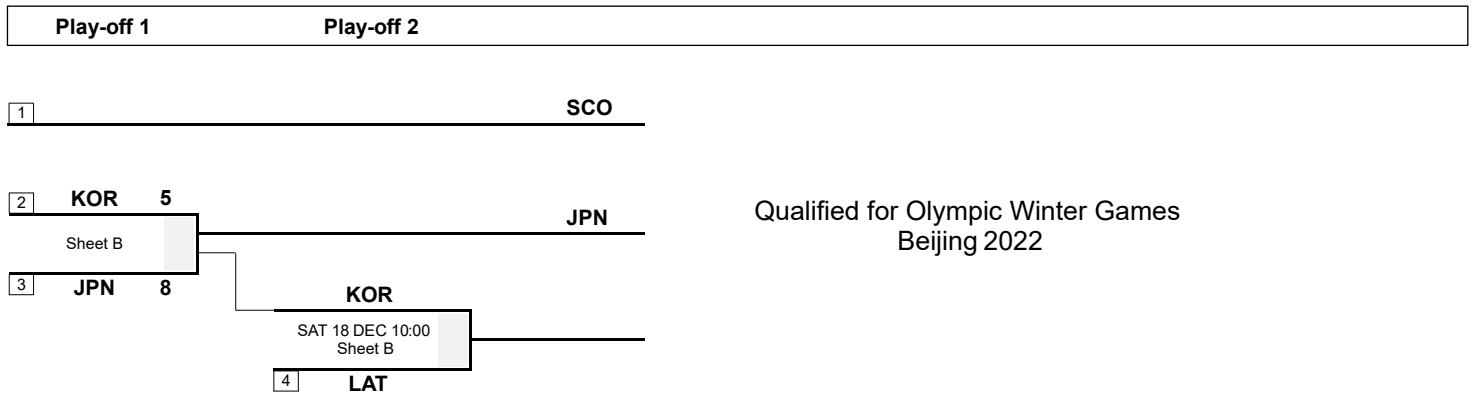 Play-off 1 Play-off 2
1 SCO
2 KOR 5
JPN
Sheet B
3 JPN 8
Qualified for Olympic Winter Games
Beijing 2022
KOR
SAT 18 DEC 10:00
Sheet B
4 LAT